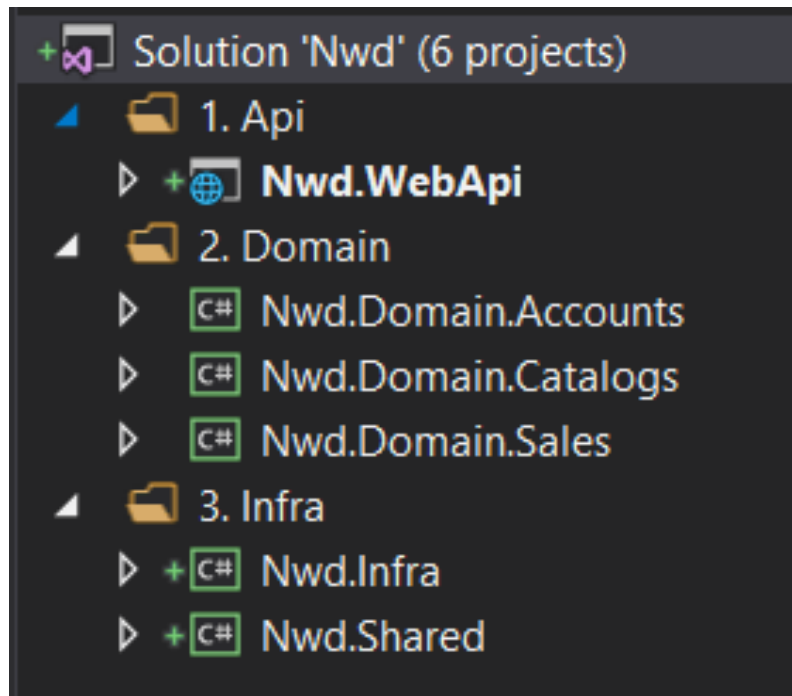 Solution 'Nwd' (6 projects)
1. Api
Nwd.WebApi
2. Domain
C# Nwd.Domain.Accounts
C# Nwd.Domain.Catalogs
C# Nwd.Domain.Sales
3. Infra
C# Nwd.Infra
C# Nwd.Shared